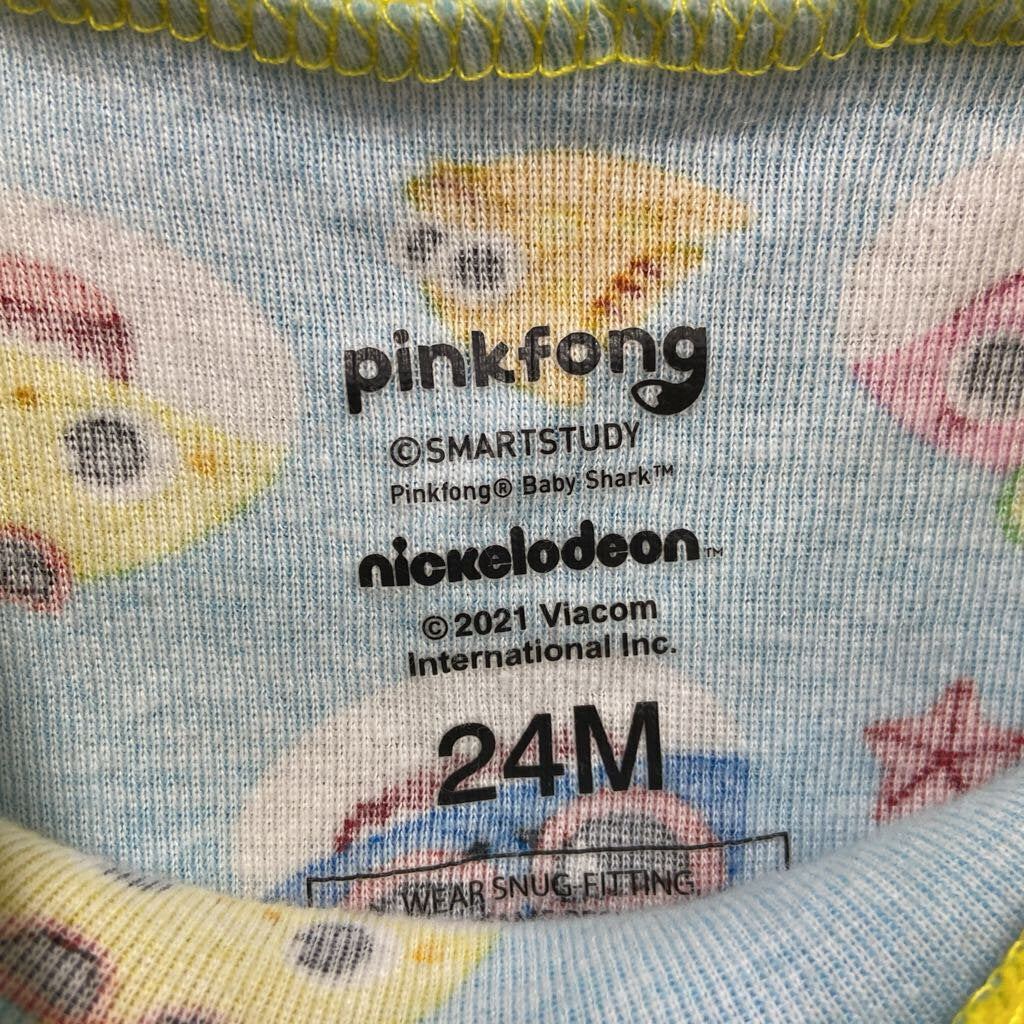 pinkfong
©SMARTSTUDY
Pinkfong® Baby Shark™
nickelodeon™
© 2021 Viacom
International Inc.
24M
WEAR SNUG-FITTING